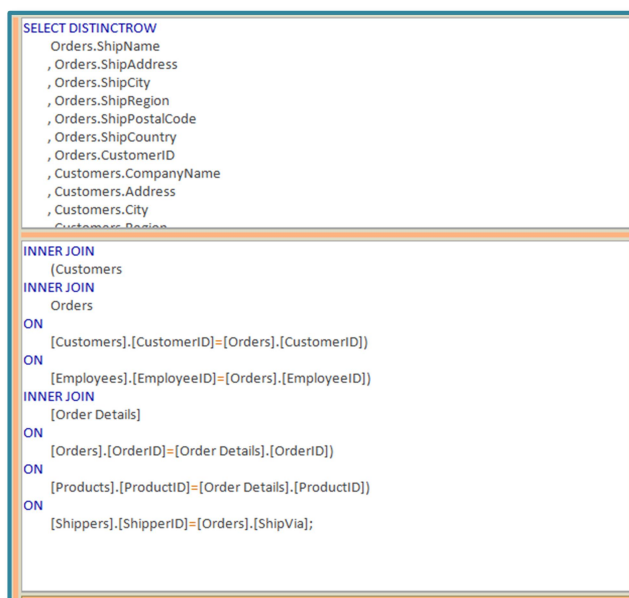 SELECT DISTINCTROW
Orders.ShipName
, Orders.ShipAddress
, Orders.ShipCity
, Orders.ShipRegion
, Orders.ShipPostalCode
, Orders.ShipCountry
, Orders.CustomerID
, Customers.CompanyName
, Customers.Address
, Customers.City
, Customers.Region
INNER JOIN
(Customers
INNER JOIN
Orders
ON
[Customers].[CustomerID]=[Orders].[CustomerID])
ON
[Employees].[EmployeeID]=[Orders].[EmployeeID])
INNER JOIN
[Order Details]
ON
[Orders].[OrderID]=[Order Details].[OrderID])
ON
[Products].[ProductID]=[Order Details].[ProductID])
ON
[Shippers].[ShipperID]=[Orders].[ShipVia];